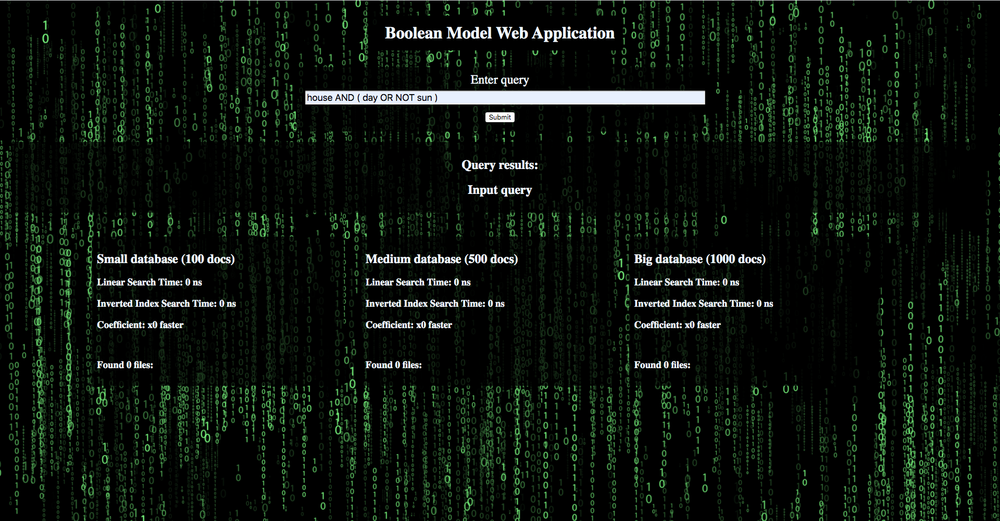 Boolean Model Web Application
Enter query
house AND ( day OR NOT sun )
Submit
Query results:
Input query
Small database (100 docs)
Linear Search Time: 0 ns
Inverted Index Search Time: 0 ns
Coefficient: x0 faster
Found 0 files:
Medium database (500 docs)
Linear Search Time: 0 ns
Inverted Index Search Time: 0 ns
Coefficient: x0 faster
Found 0 files:
Big database (1000 docs)
Linear Search Time: 0 ns
Inverted Index Search Time: 0 ns
Coefficient: x0 faster
Found 0 files: